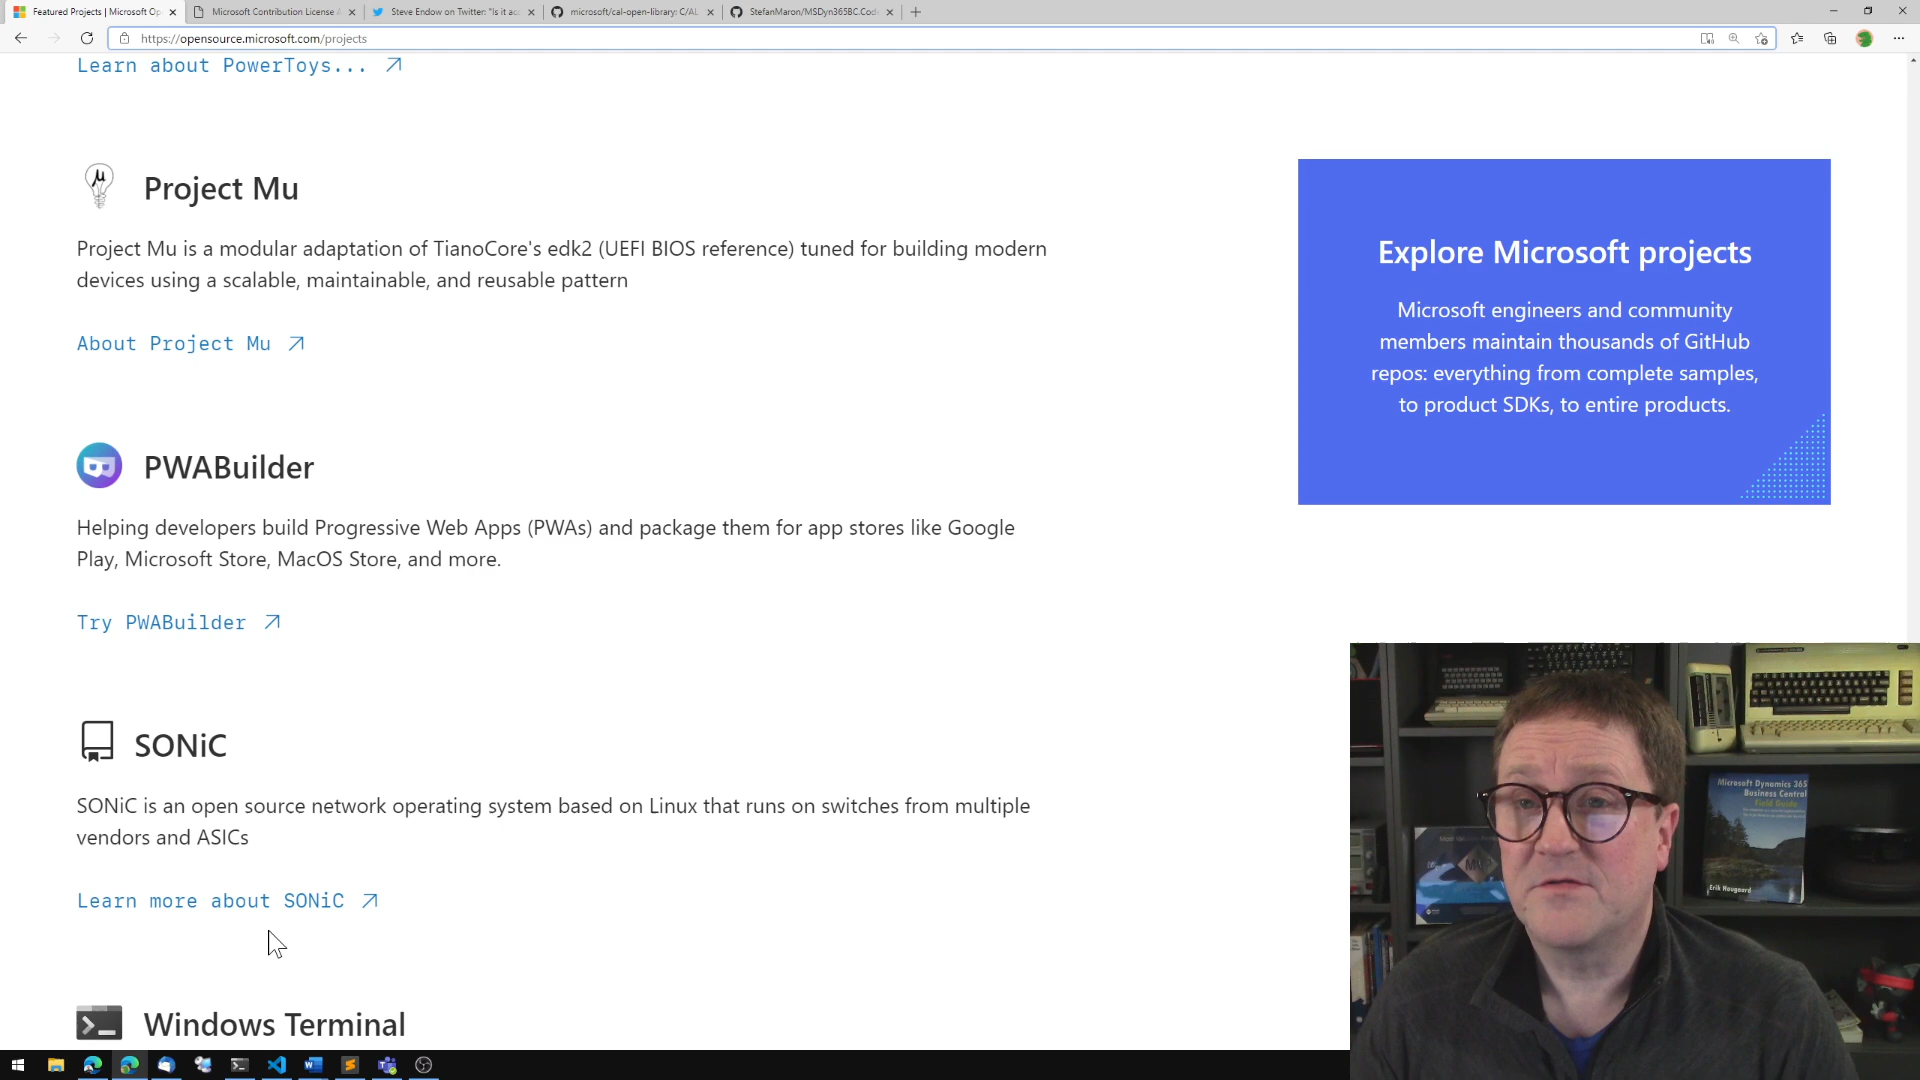 Featured Projects | Microsoft Op
Microsoft Contribution License A
Steve Endow on Twitter: "Is it acc
microsoft/cal-open-library: C/AL
StefanMaron/MSDyn365BC.Code
https://opensource.microsoft.com/projects
Learn about PowerToys...
Project Mu
Project Mu is a modular adaptation of TianoCore's edk2 (UEFI BIOS reference) tuned for building modern
devices using a scalable, maintainable, and reusable pattern
About Project Mu
Explore Microsoft projects
Microsoft engineers and community
members maintain thousands of GitHub
repos: everything from complete samples,
to product SDKs, to entire products.
PWABuilder
Helping developers build Progressive Web Apps (PWAs) and package them for app stores like Google
Play, Microsoft Store, MacOS Store, and more.
Try PWABuilder
SONiC
SONiC is an open source network operating system based on Linux that runs on switches from multiple
vendors and ASICs
Learn more about SONiC
Windows Terminal
Microsoft Dynamics 365
Business Central
Field Guide
Erik Hougaard